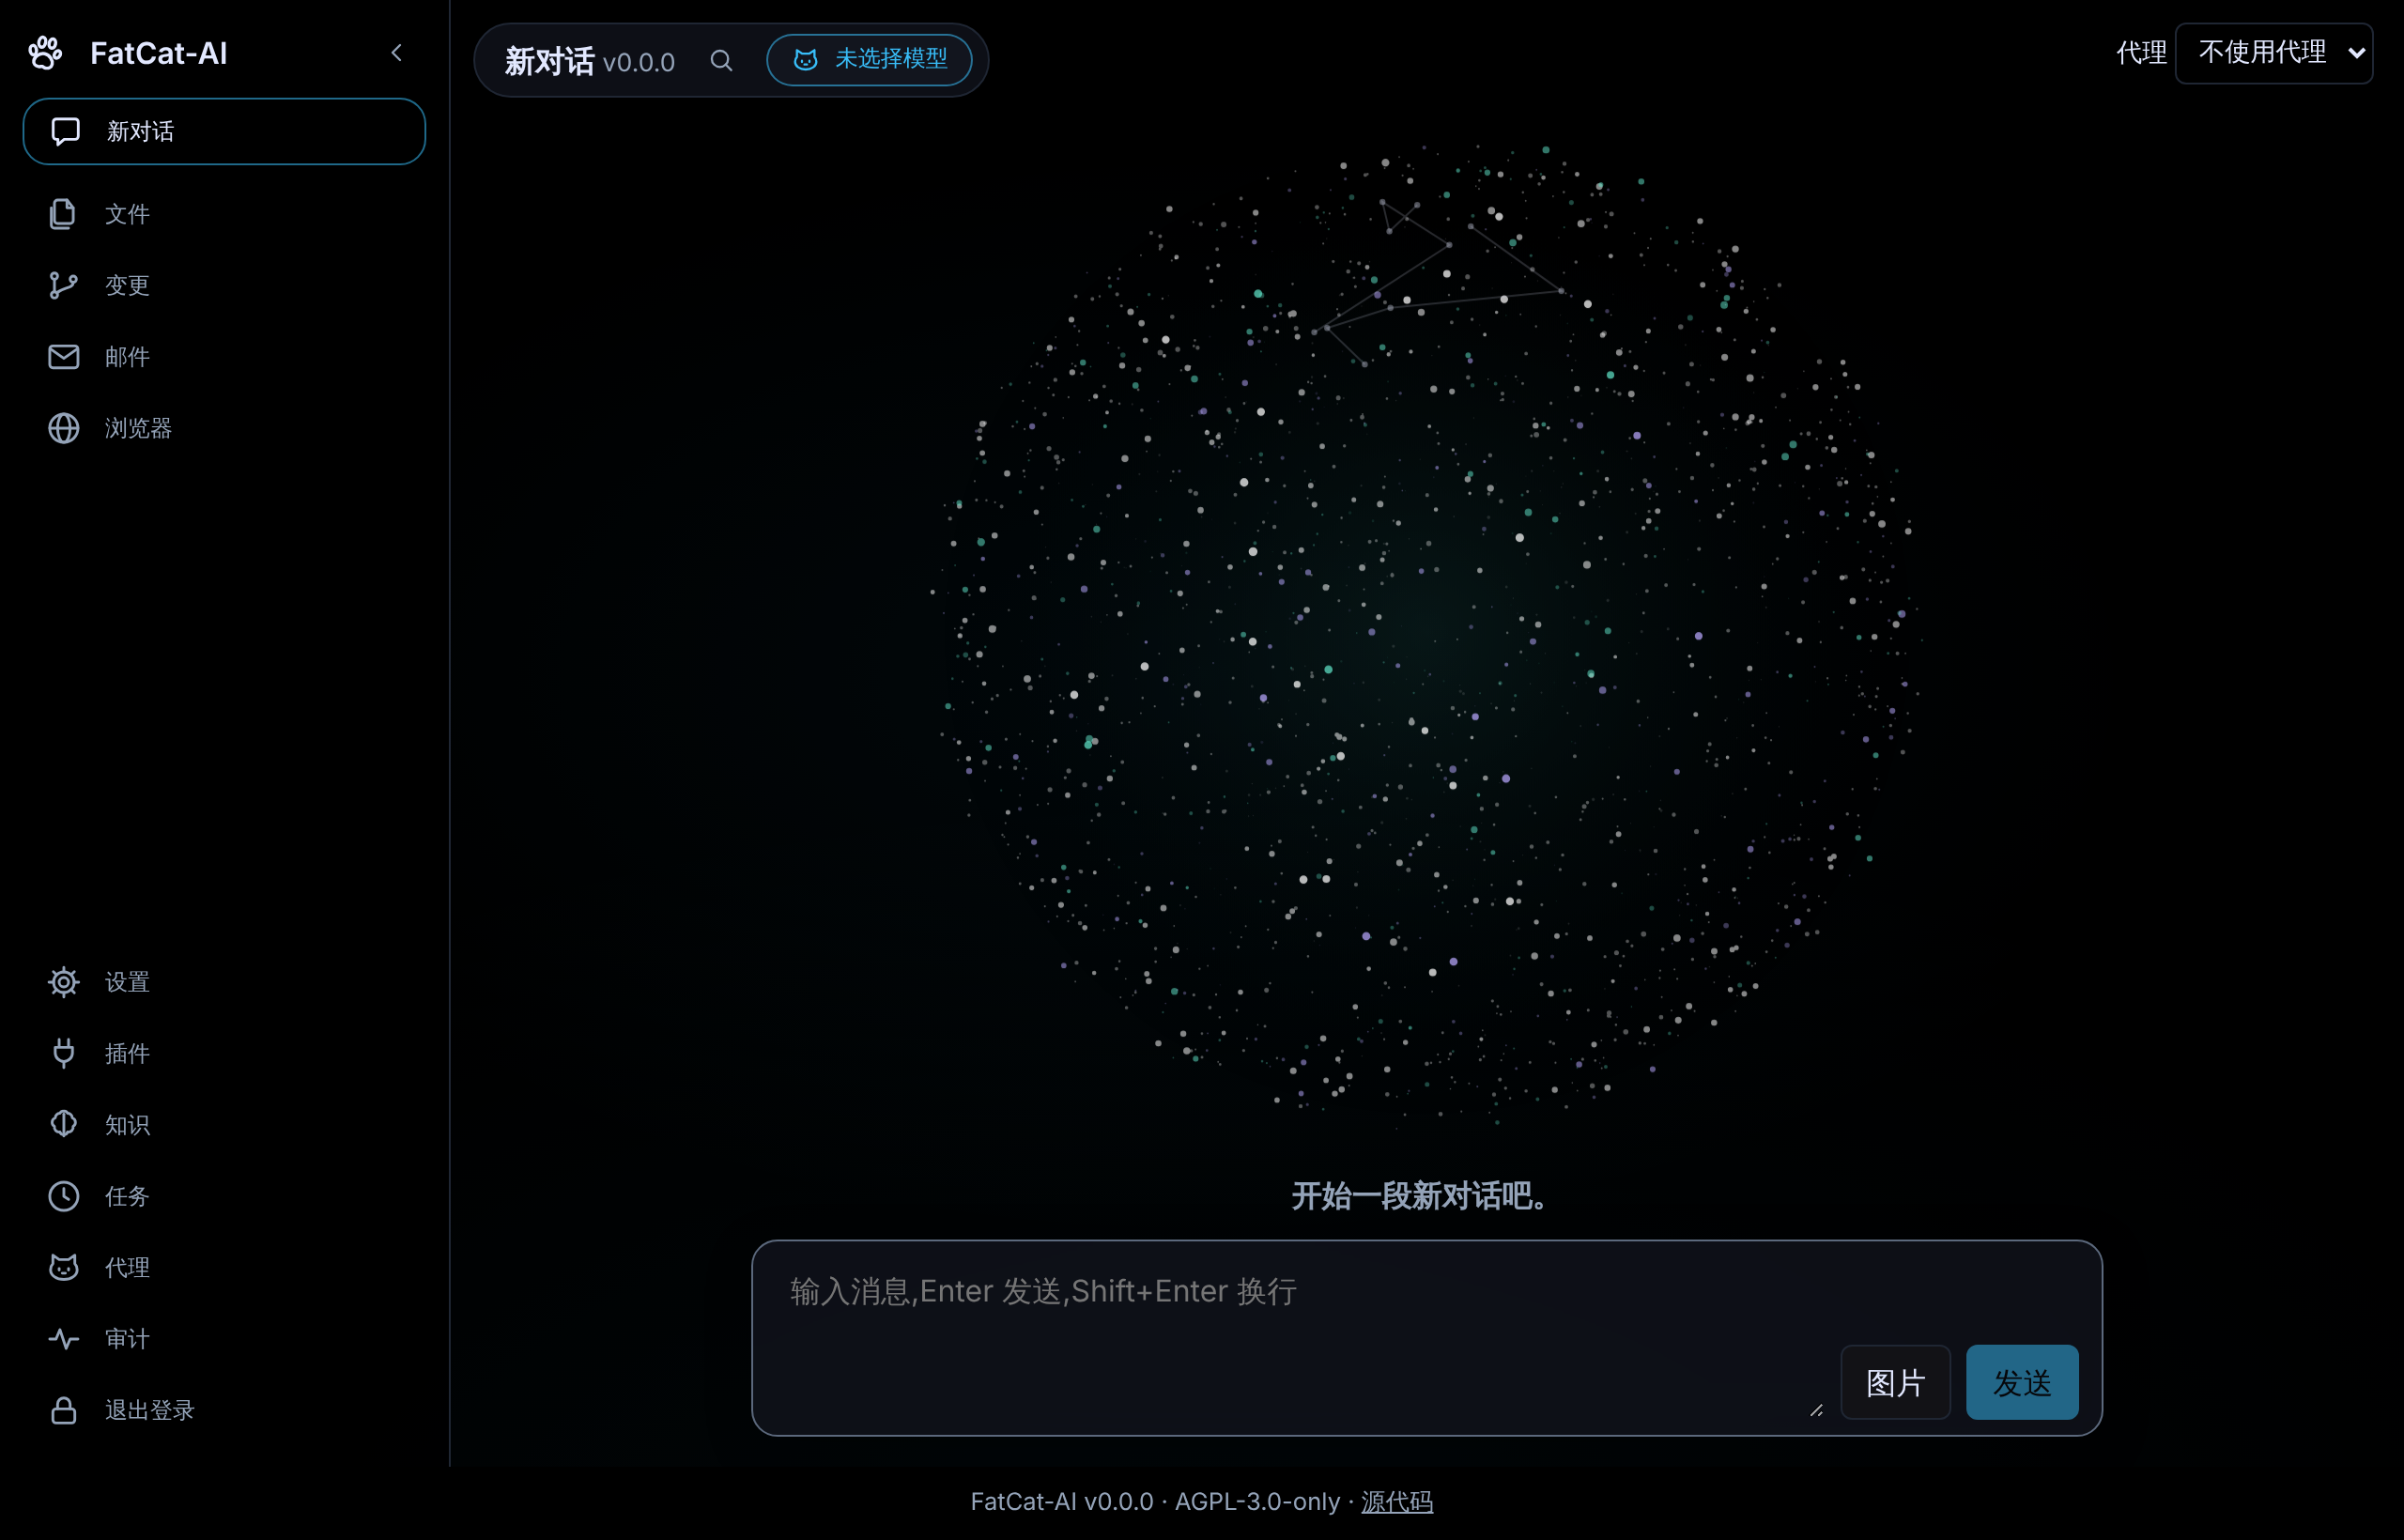 FatCat-AI
新对话
文件
变更
邮件
浏览器
设置
插件
知识
任务
代理
审计
退出登录
新对话 v0.0.0
未选择模型
代理 不使用代理
开始一段新对话吧。
输入消息,Enter 发送,Shift+Enter 换行
图片
发送
FatCat-AI v0.0.0 · AGPL-3.0-only · 源代码